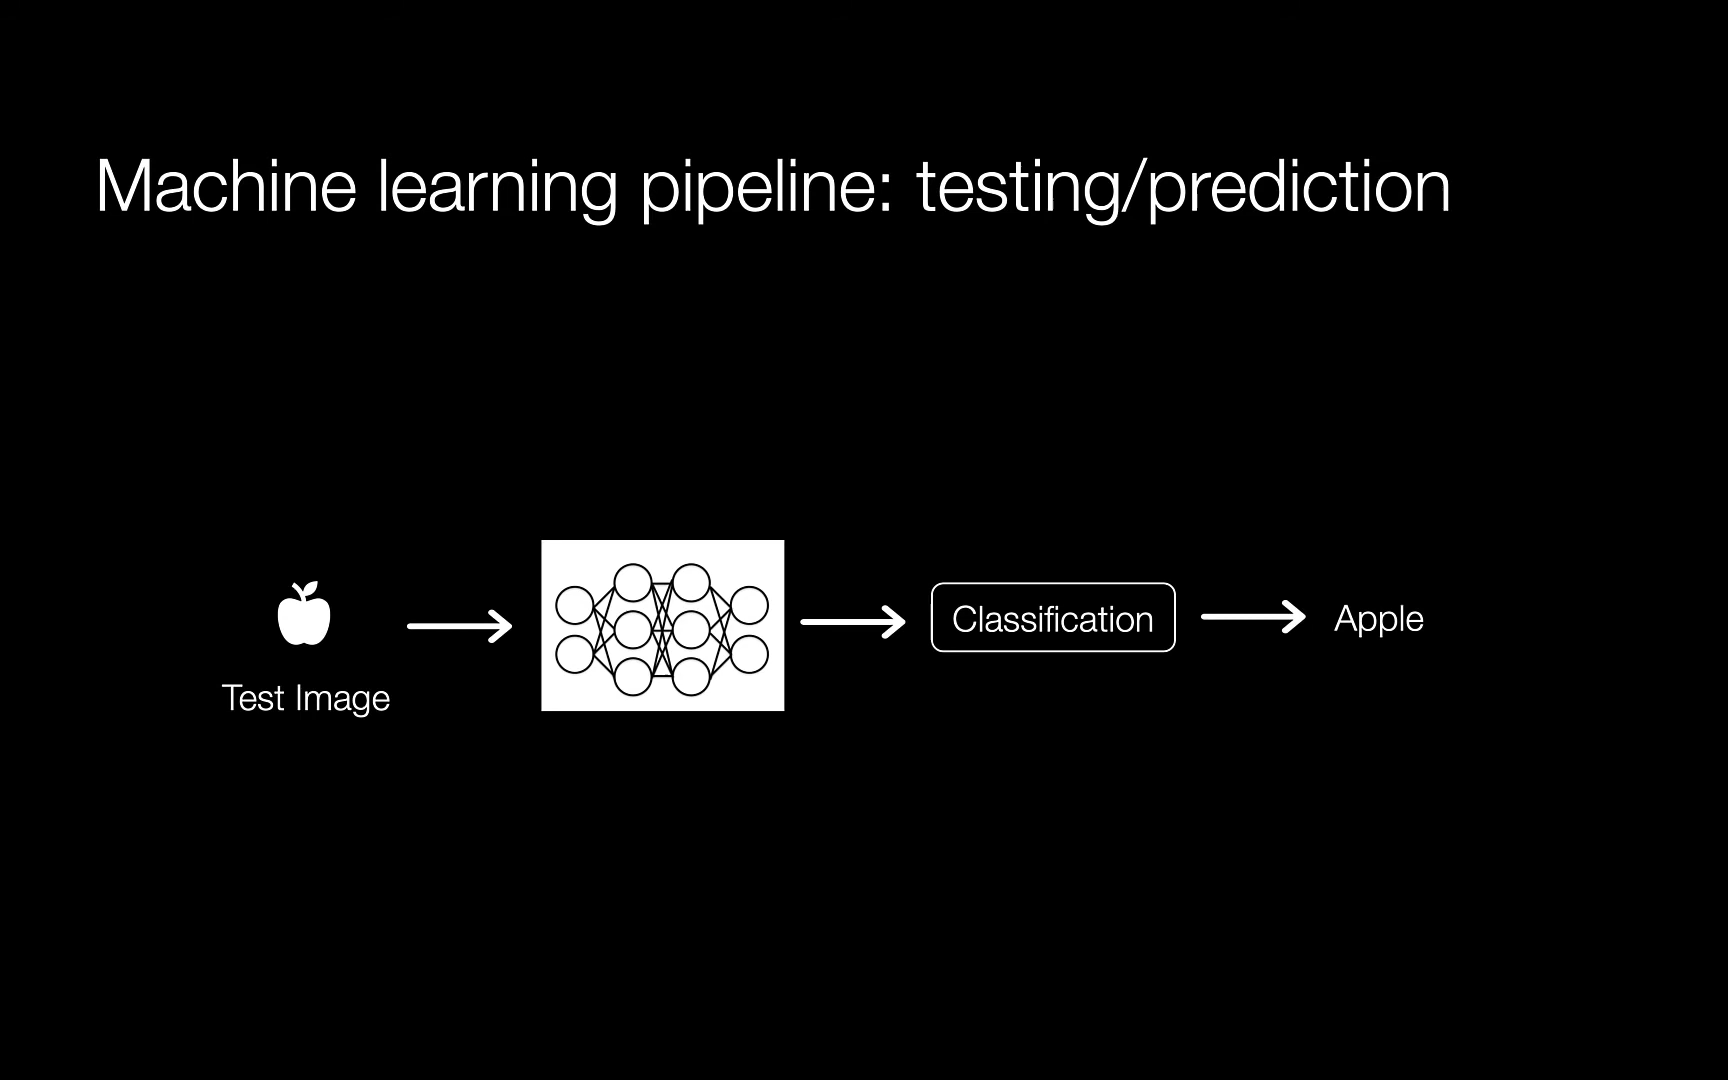 Machine learning pipeline: testing/prediction
Test Image
Classification
Apple